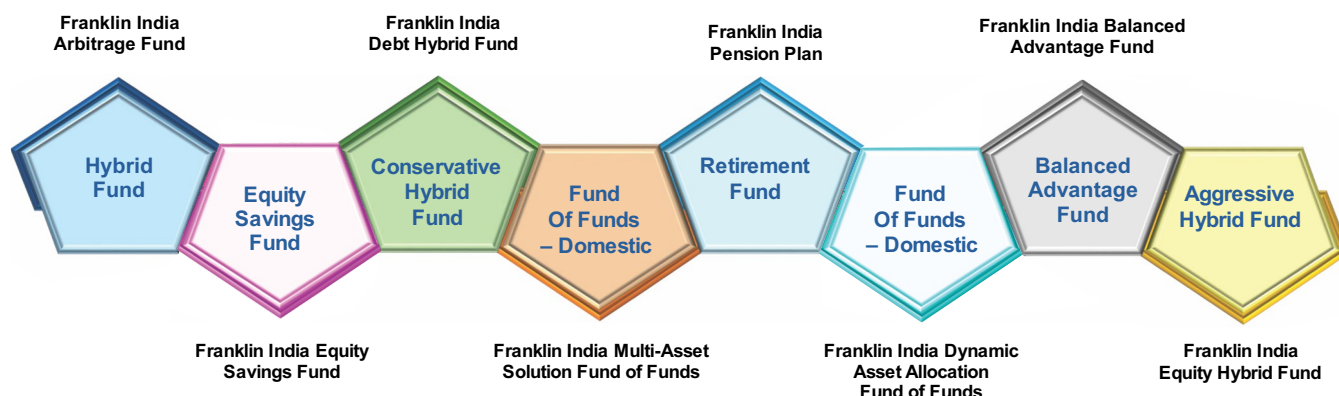 Franklin India
Arbitrage Fund
Franklin India
Debt Hybrid Fund
Franklin India
Pension Plan
Franklin India Balanced
Advantage Fund
Hybrid
Fund
Equity
Savings
Fund
Conservative
Hybrid
Fund
Fund
Of Funds
– Domestic
Retirement
Fund
Fund
Of Funds
– Domestic
Balanced
Advantage
Fund
Aggressive
Hybrid Fund
Franklin India Equity
Savings Fund
Franklin India Multi-Asset
Solution Fund of Funds
Franklin India Dynamic
Asset Allocation
Fund of Funds
Franklin India
Equity Hybrid Fund